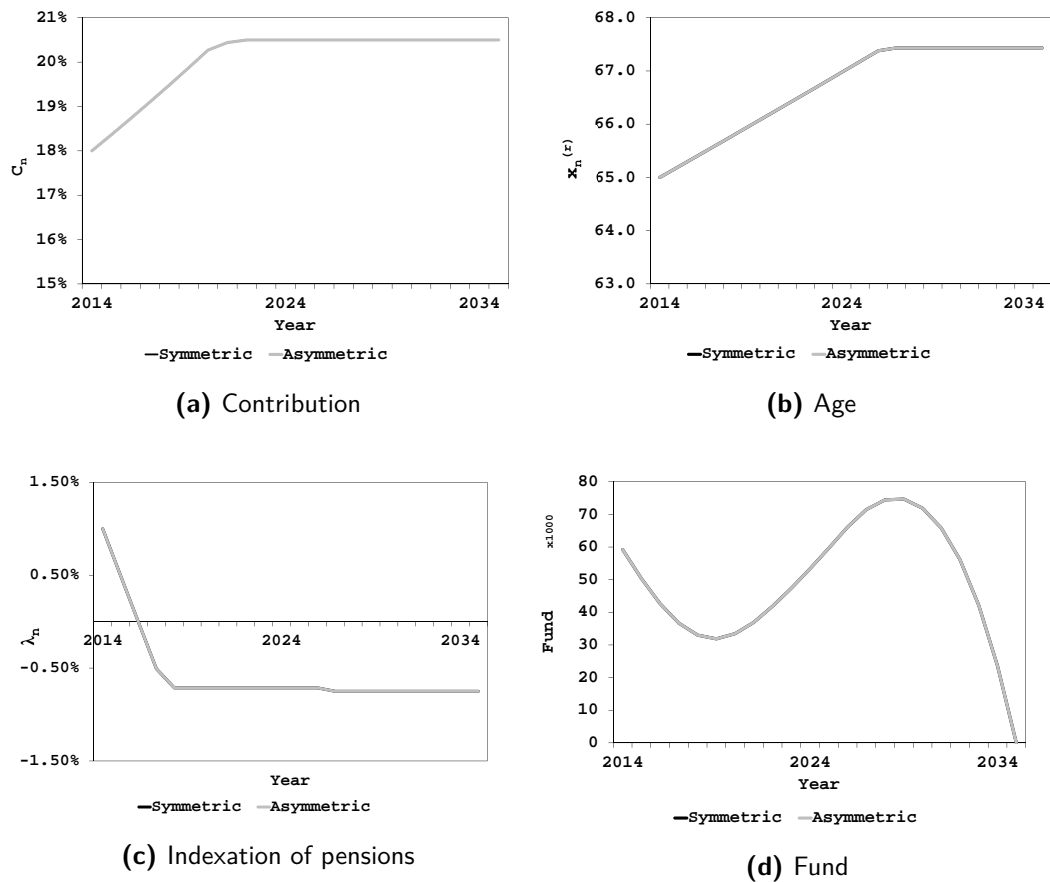 21%
20%
19%
18%
17%
16%
15%
C n
2014 2024 2034
Year
Symmetric Asymmetric
(a) Contribution
68.0
67.0
66.0
65.0
64.0
63.0
x n (r)
2014 2024 2034
Year
Symmetric Asymmetric
(b) Age
1.50%
0.50%
-0.50%
-1.50%
λ n
2014 2024 2034
Year
Symmetric Asymmetric
(c) Indexation of pensions
80
70
60
50
40
30
20
10
0
x1000
Fund
2014 2024 2034
Year
Symmetric Asymmetric
(d) Fund